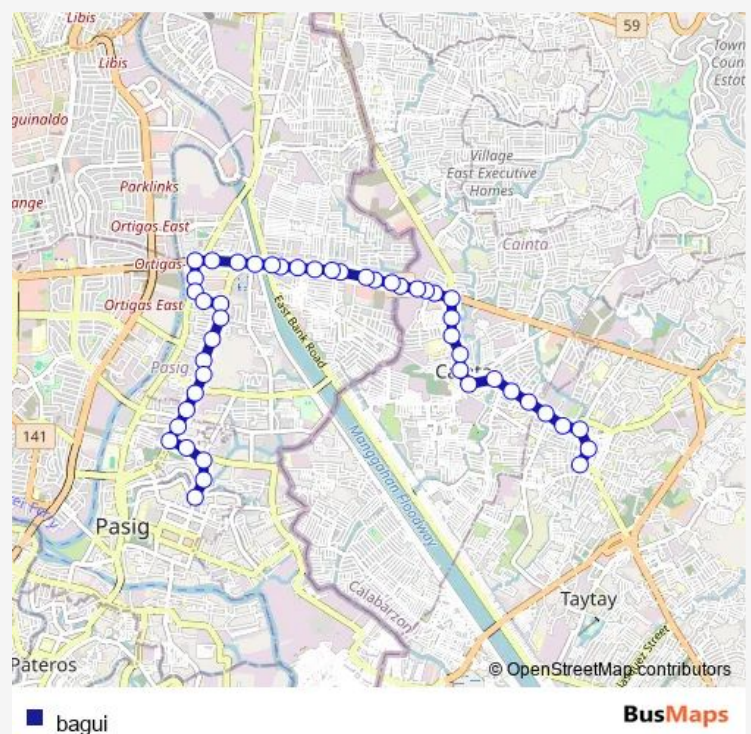 Libis
59
Town
Coun
Estat
Libis
guinaldo
Village
East Executive
Homes
Parklinks
ange
Ortigas East
Cainta
Ortigas
Ortigas East
East Bank Road
Pasig
141
Manggahan Floodway
Pasig
Calabarzon
Taytay
Pateros
© OpenStreetMap contributors
bagui
BusMaps